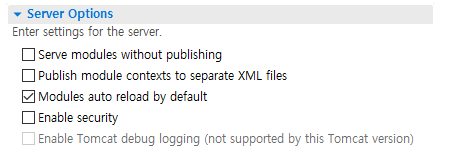 Server Options
Enter settings for the server.
Serve modules without publishing
Publish module contexts to separate XML files
Modules auto reload by default
Enable security
Enable Tomcat debug logging (not supported by this Tomcat version)